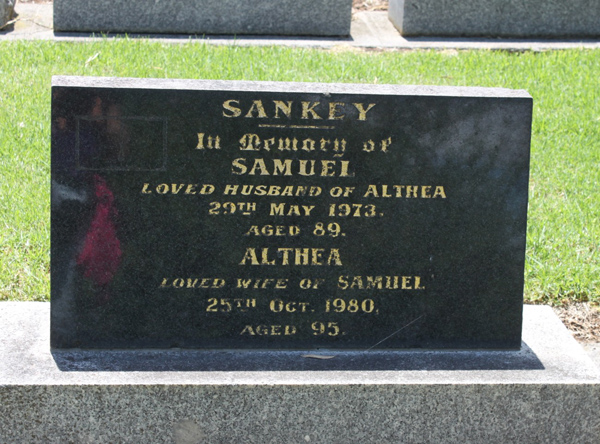 SANKEY
In Memory of
SAMUEL
LOVED HUSBAND OF ALTHEA
29TH MAY 1973.
AGED 89.
ALTHEA
LOVED WIFE OF SAMUEL
25TH OCT. 1980,
AGED 95.